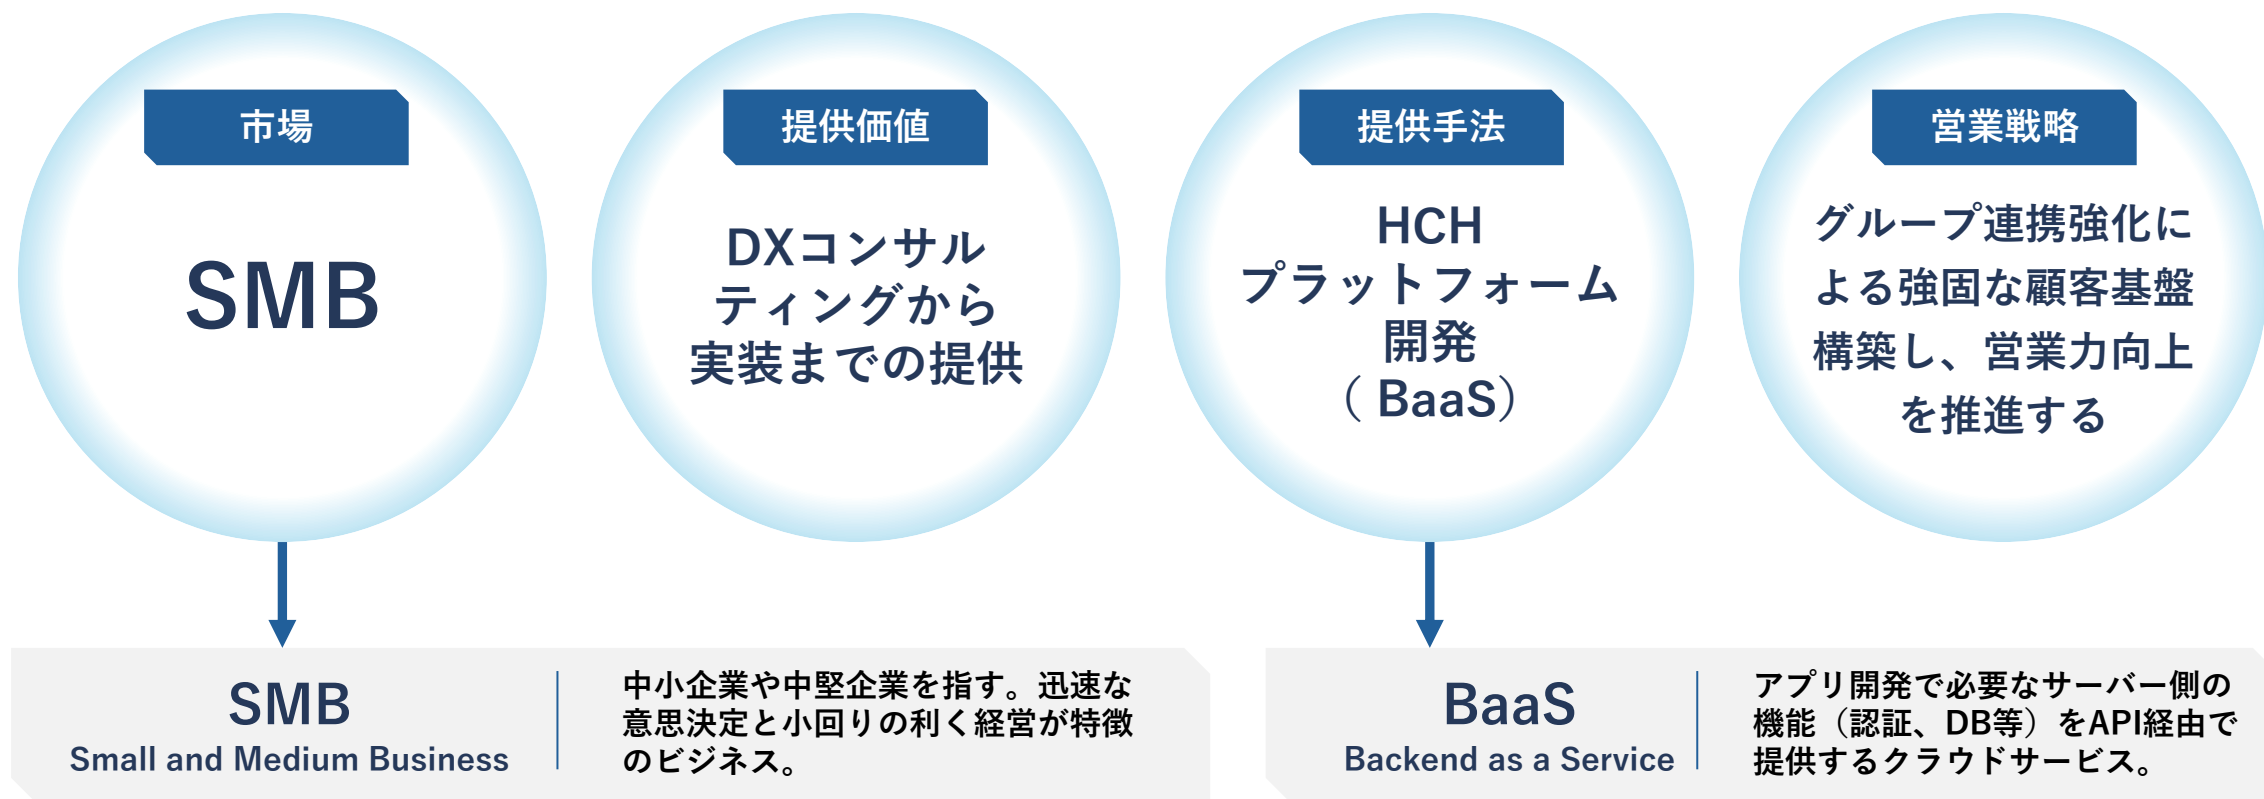 市場
SMB
提供価値
DXコンサル
ティングから
実装までの提供
提供手法
HCH
プラットフォーム
開発
（ BaaS）
営業戦略
グループ連携強化に
よる強固な顧客基盤
構築し、営業力向上
を推進する
SMB
Small and Medium Business
中小企業や中堅企業を指す。迅速な
意思決定と小回りの利く経営が特徴
のビジネス。
BaaS
Backend as a Service
アプリ開発で必要なサーバー側の
機能（認証、DB等）をAPI経由で
提供するクラウドサービス。